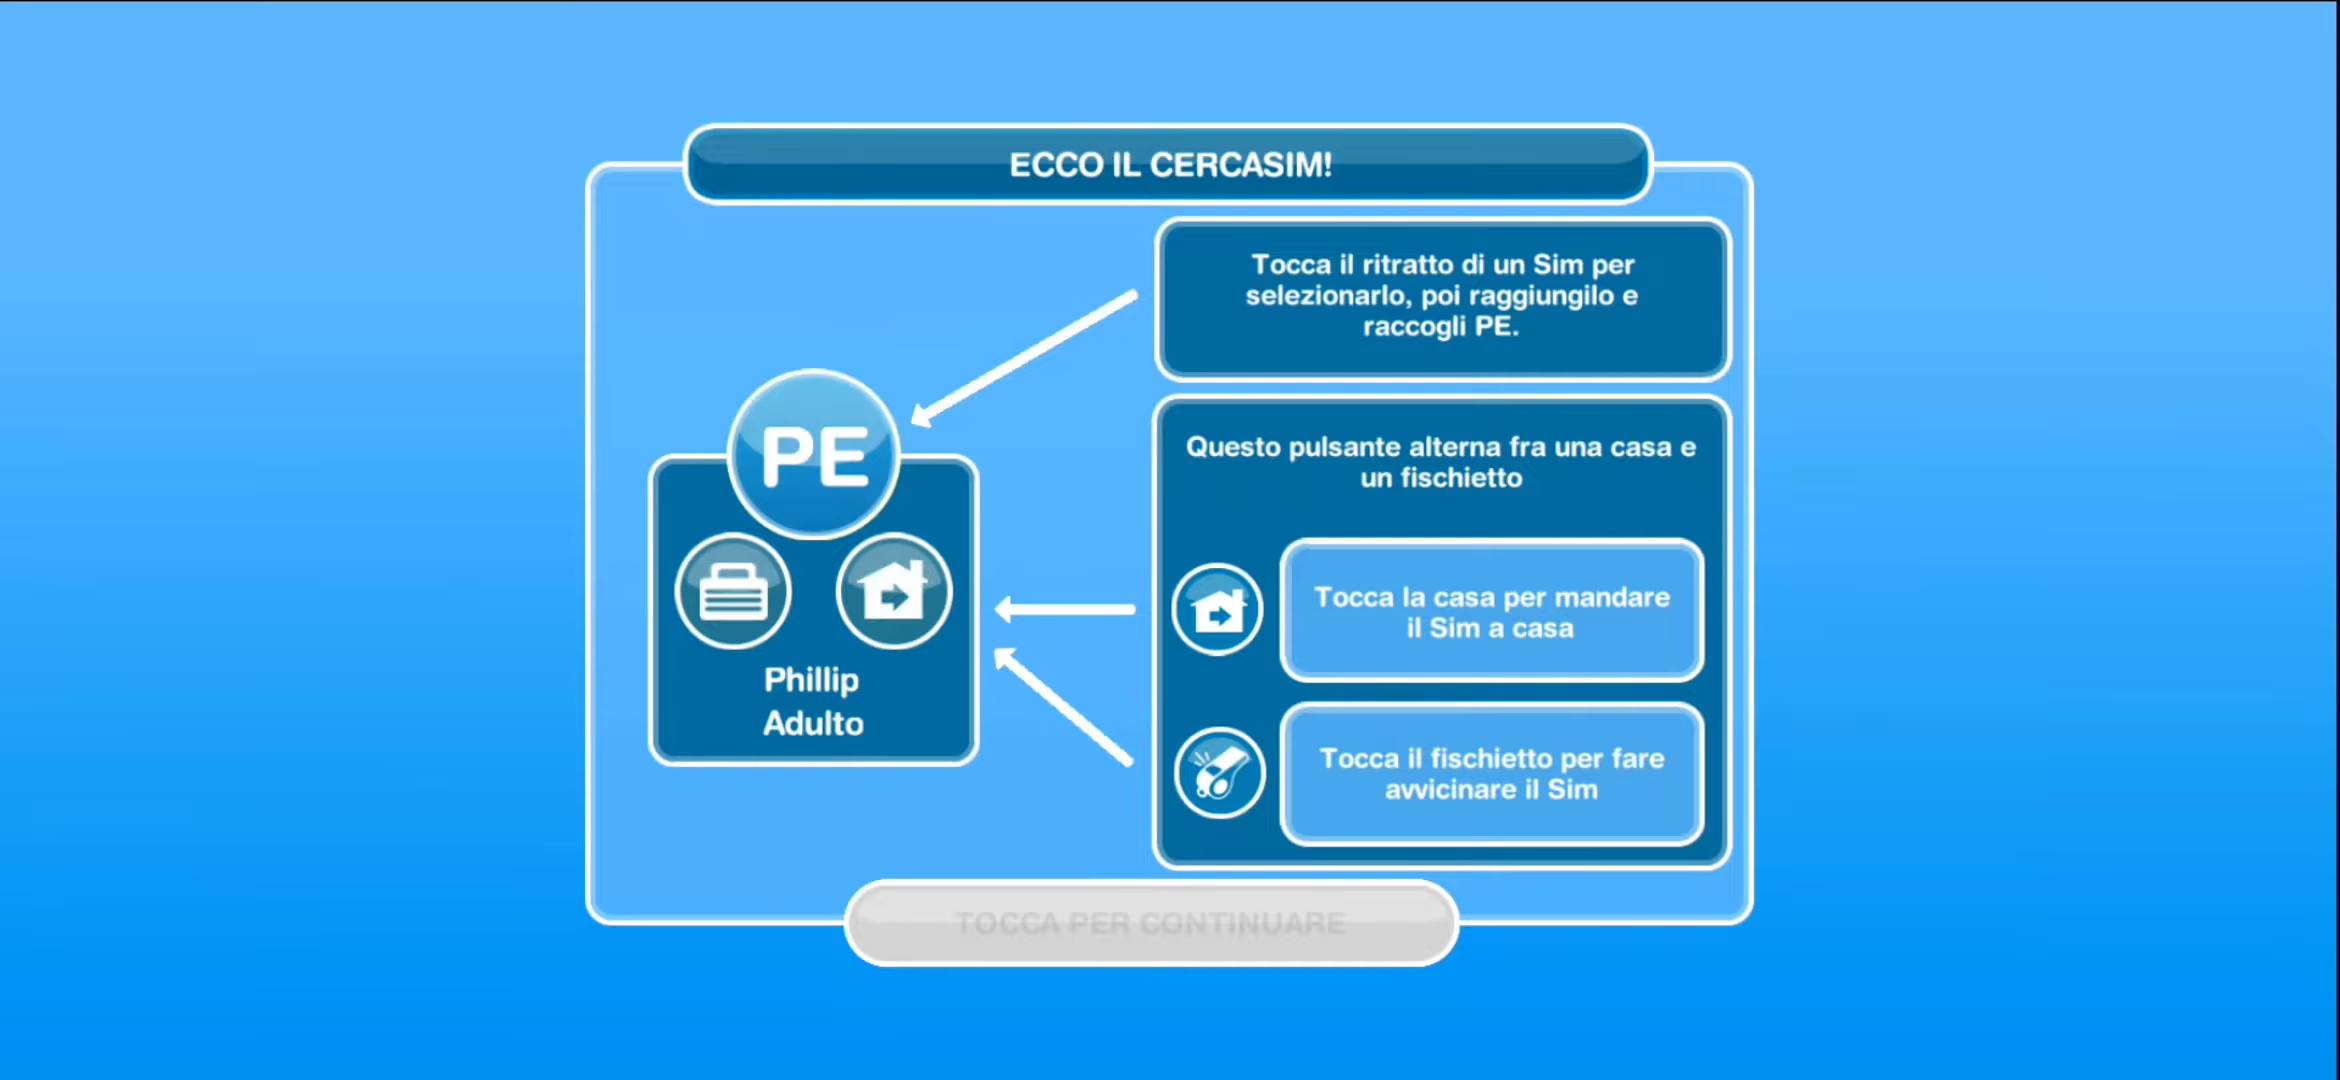 ECCO IL CERCASIM!
Tocca il ritratto di un Sim per
selezionarlo, poi raggiungilo e
raccogli PE.
PE
Phillip
Adulto
Questo pulsante alterna fra una casa e
un fischietto
Tocca la casa per mandare
il Sim a casa
Tocca il fischietto per fare
avvicinare il Sim
TOCCA PER CONTINUARE